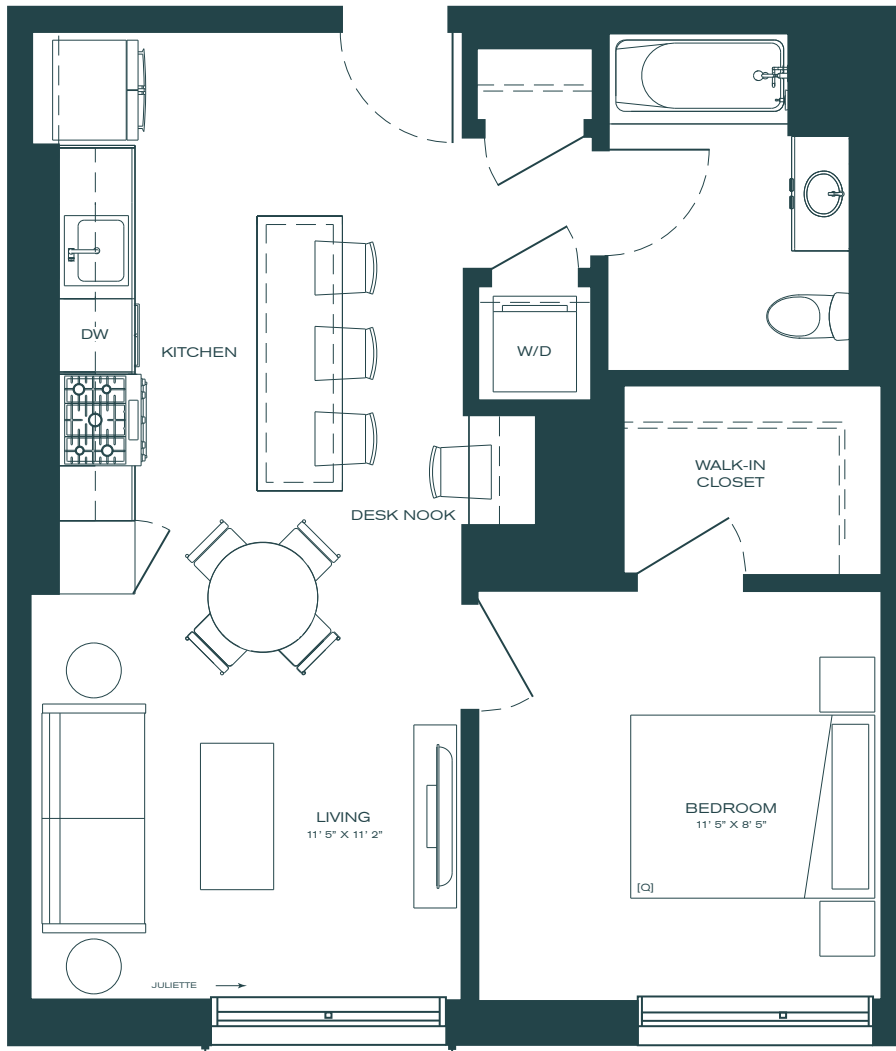 DW
KITCHEN
W/D
WALK-IN
CLOSET
DESK NOOK
LIVING
11' 5" X 11' 2"
BEDROOM
11' 5" X 8' 5"
[Q]
JULIETTE